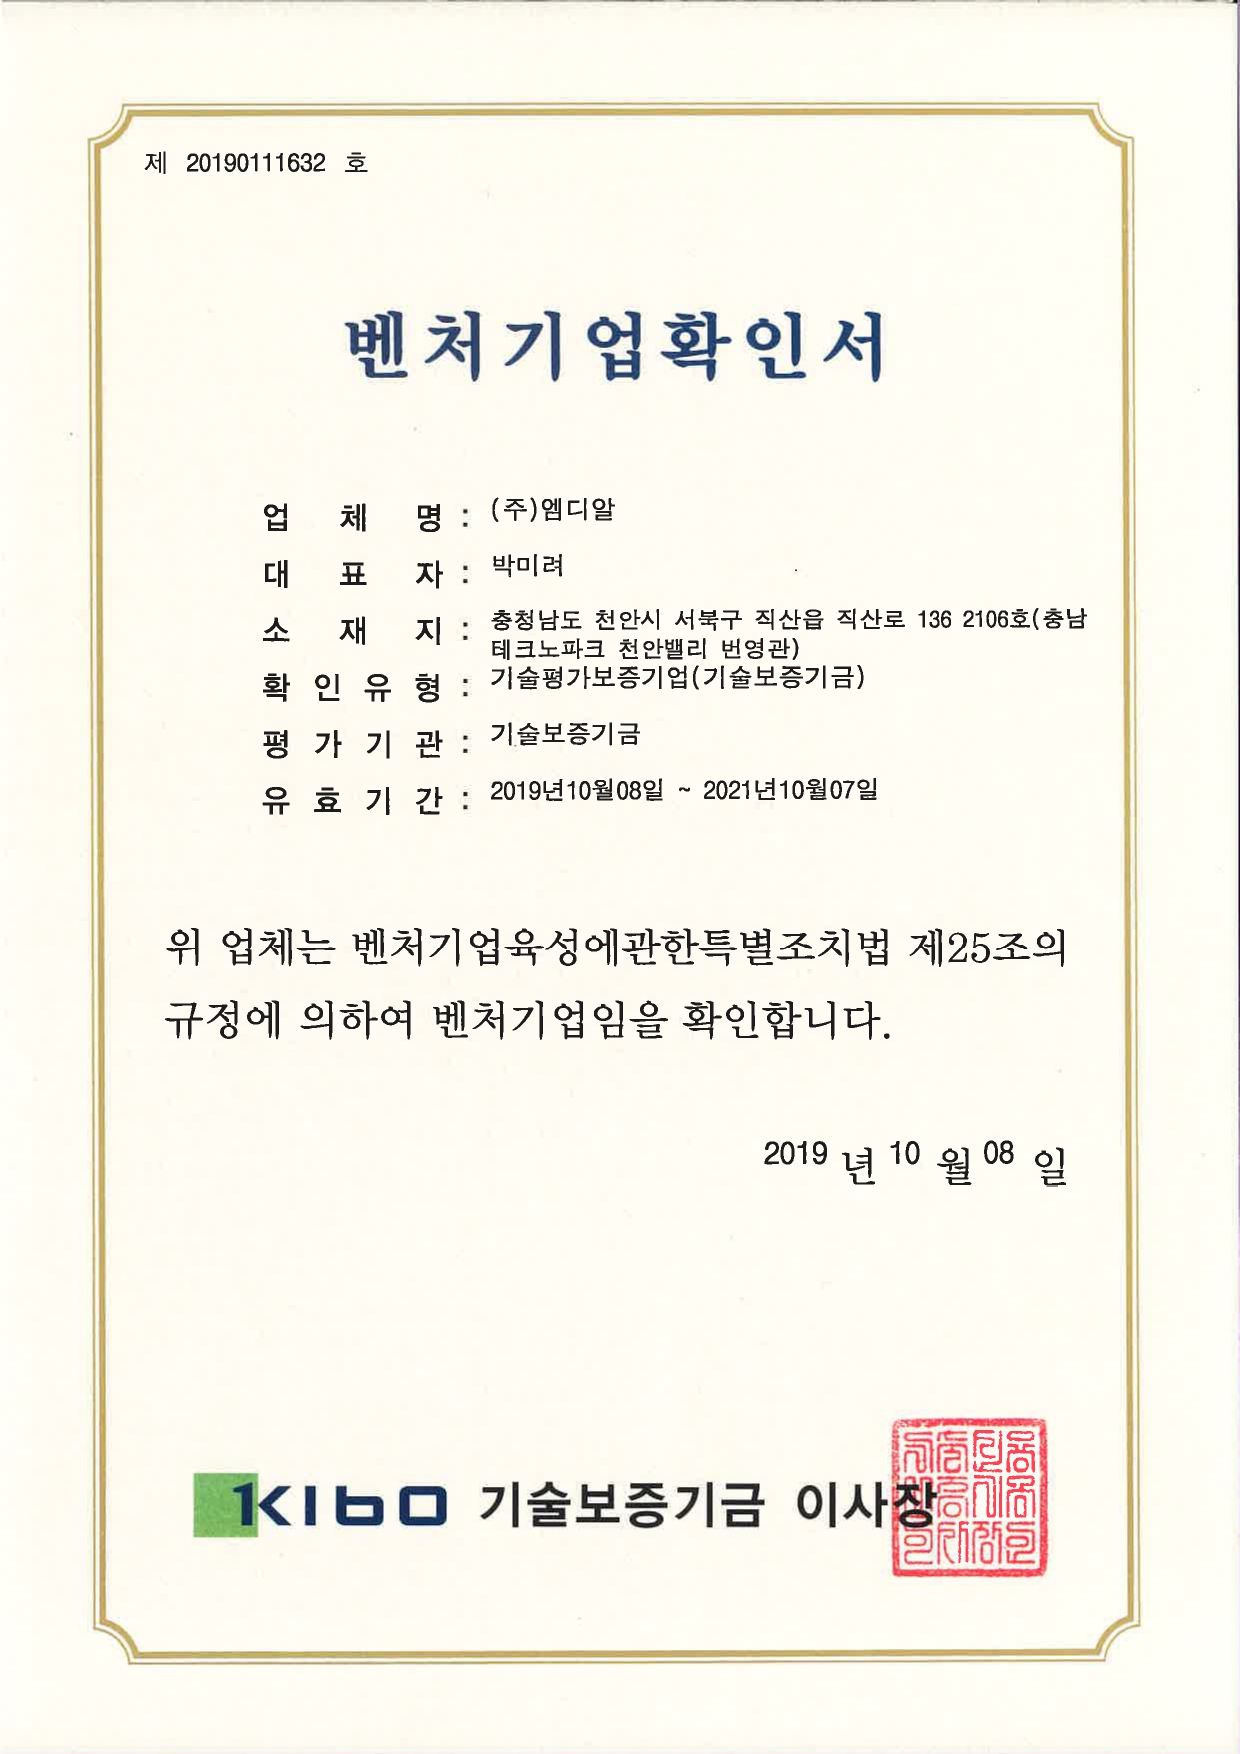 제 20190111632 호
벤처기업확인서
업 체 명 : (주)엠디알
대 표 자 : 박미려
소 재 지 : 충청남도 천안시 서북구 직산읍 직산로 136 2106호(충남
테크노파크 천안밸리 번영관)
확 인 유 형 : 기술평가보증기업(기술보증기금)
평 가 기 관 : 기술보증기금
유 효 기 간 : 2019년10월08일 ~ 2021년10월07일
위 업체는 벤처기업육성에관한특별조치법 제25조의
규정에 의하여 벤처기업임을 확인합니다.
2019 년 10 월 08 일
KIBO 기술보증기금 이사장